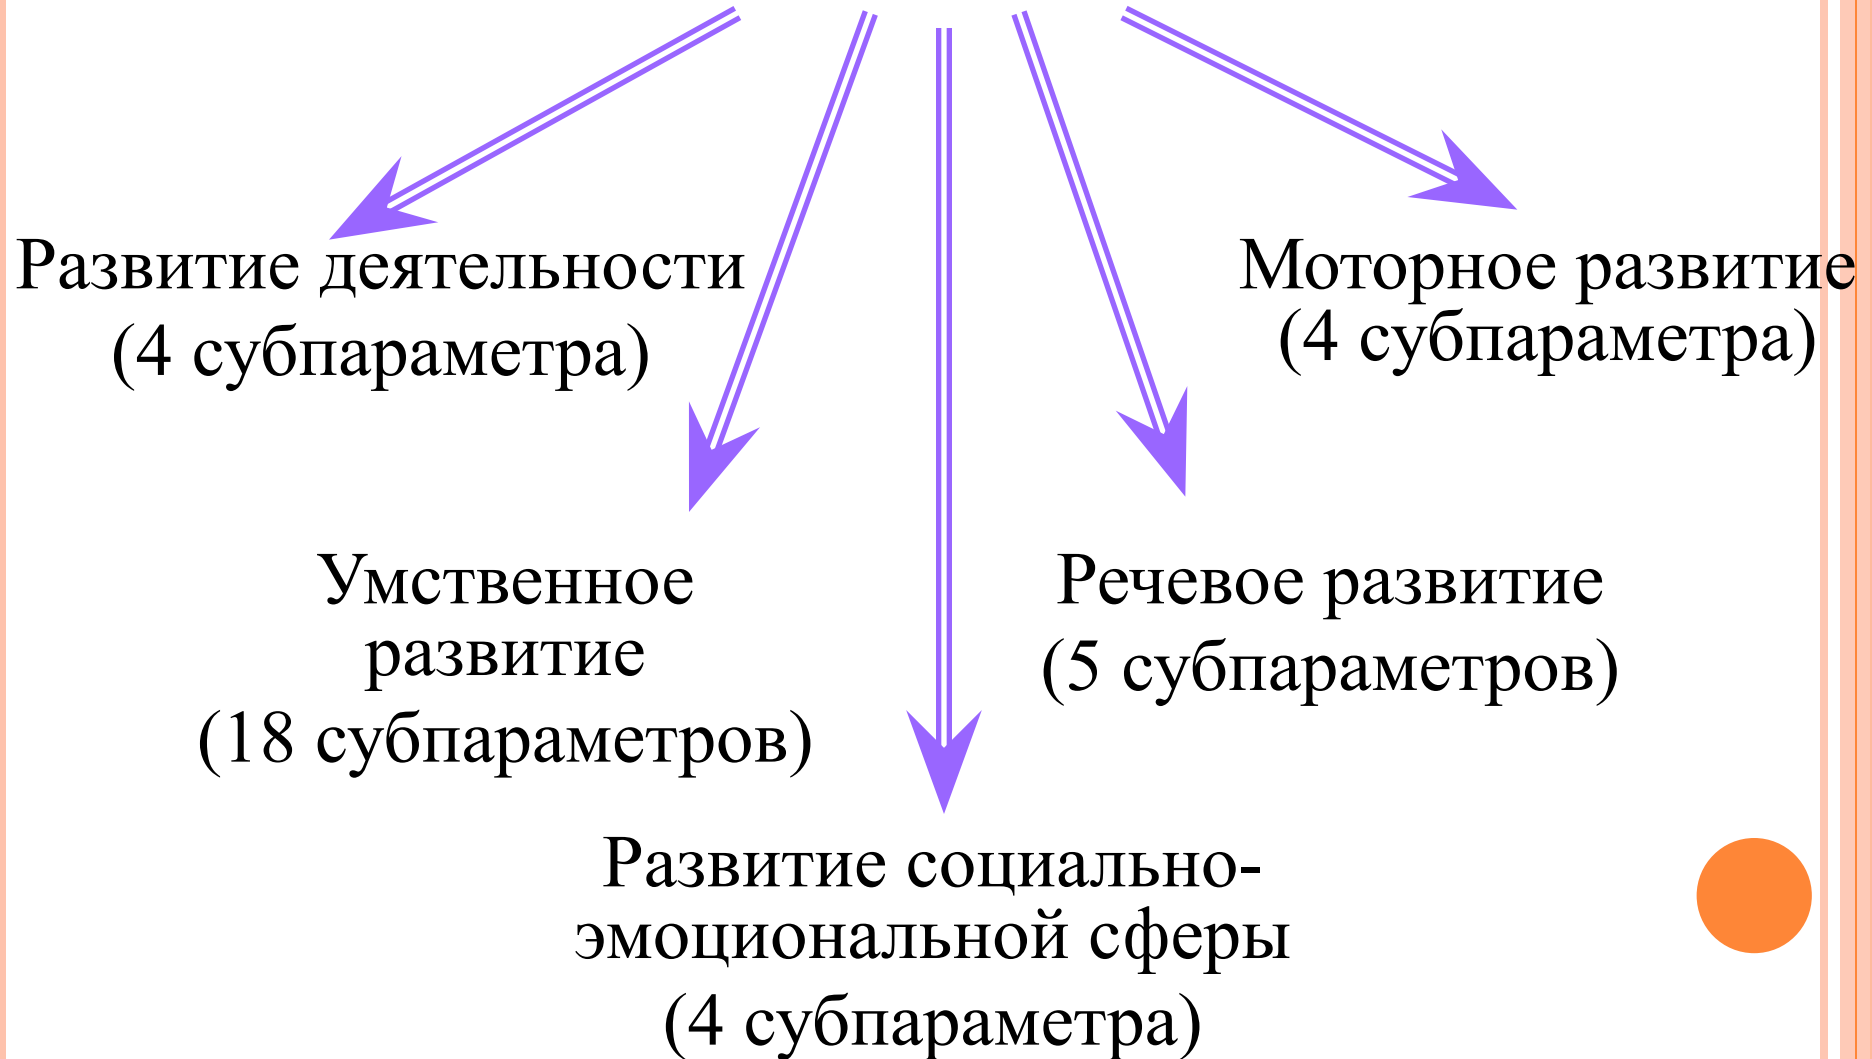 Развитие деятельности
(4 субпараметра)
Моторное развитие
(4 субпараметра)
Умственное
развитие
(18 субпараметров)
Речевое развитие
(5 субпараметров)
Развитие социально-
эмоциональной сферы
(4 субпараметра)